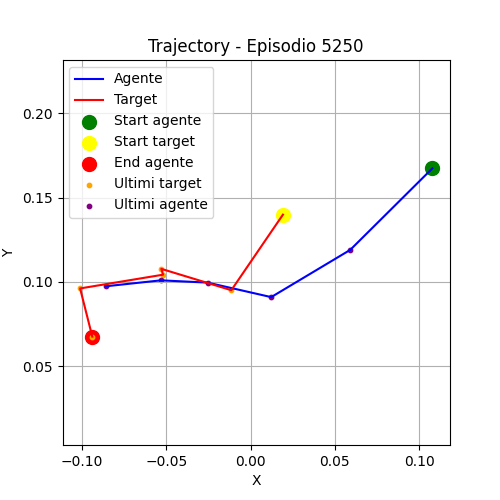 Trajectory - Episodio 5250
Agente
Target
Start agente
Start target
End agente
Ultimi target
Ultimi agente
0.20
0.15
0.10
0.05
Y
−0.10
−0.05
0.00
0.05
0.10
X